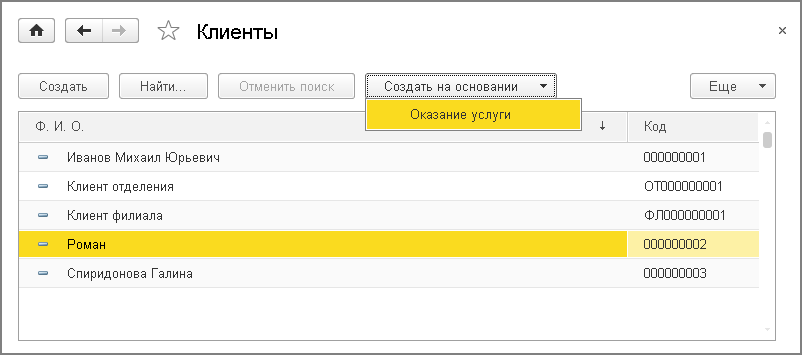 Клиенты
Создать Найти... Отменить поиск Создать на основании Еще
Оказание услуги
Ф. И. О. Код
Иванов Михаил Юрьевич 000000001
Клиент отделения ОТ000000001
Клиент филиала ФЛ000000001
Роман 000000002
Спиридонова Галина 000000003